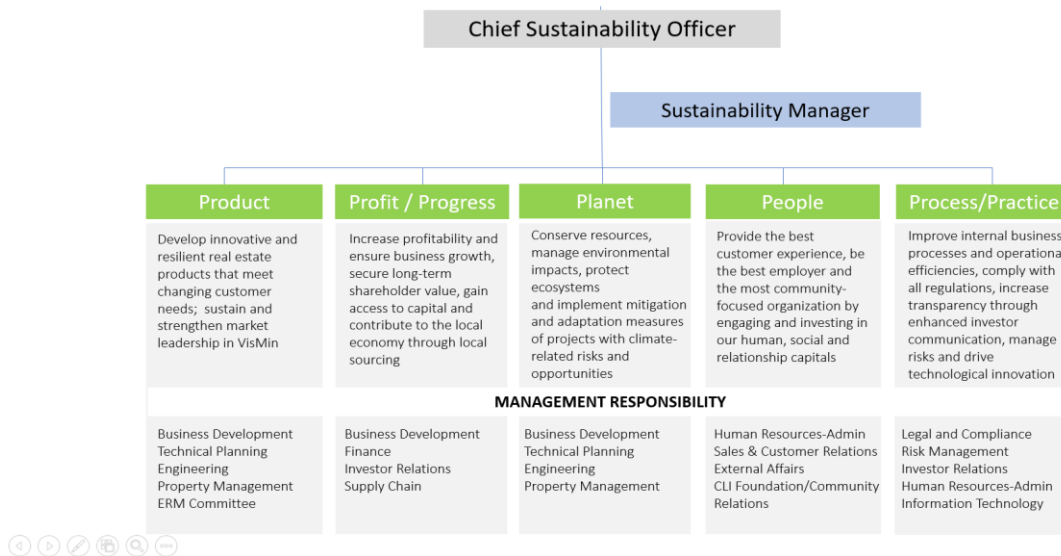 Chief Sustainability Officer
Sustainability Manager
Product
Develop innovative and
resilient real estate
products that meet
changing customer
needs; sustain and
strengthen market
leadership in VisMin
Profit / Progress
Increase profitability and
ensure business growth,
secure long-term
shareholder value, gain
access to capital and
contribute to the local
economy through local
sourcing
Planet
Conserve resources,
manage environmental
impacts, protect
ecosystems
and implement mitigation
and adaptation measures
of projects with climate-
related risks and
opportunities
People
Provide the best
customer experience, be
the best employer and
the most community-
focused organization by
engaging and investing in
our human, social and
relationship capitals
Process/Practice
Improve internal business
processes and operationa
efficiencies, comply with
all regulations, increase
transparency through
enhanced investor
communication, manage
risks and drive
technological innovation
MANAGEMENT RESPONSIBILITY
Business Development
Technical Planning
Engineering
Property Management
ERM Committee
Business Development
Finance
Investor Relations
Supply Chain
Business Development
Technical Planning
Engineering
Property Management
Human Resources-Admin
Sales & Customer Relations
External Affairs
CLI Foundation/Community
Relations
Legal and Compliance
Risk Management
Investor Relations
Human Resources-Admin
Information Technology